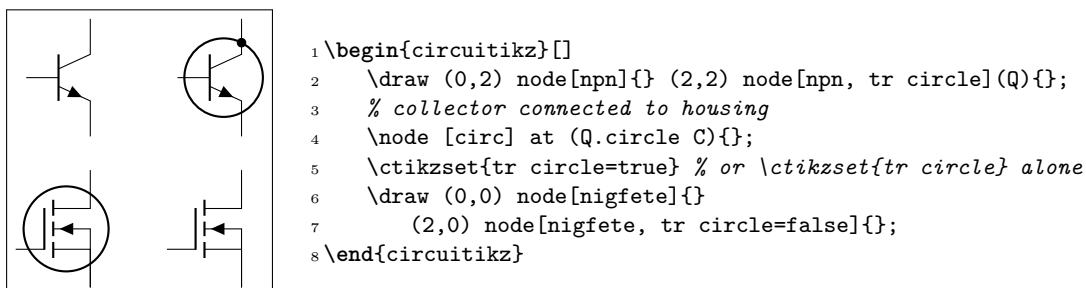 1 \begin{circuitikz}[]
2     \draw (0,2) node[npn]{} (2,2) node[npn, tr circle](Q){};
3     % collector connected to housing
4     \node [circ] at (Q.circle C){};
5     \ctikzset{tr circle=true} % or \ctikzset{tr circle} alone
6     \draw (0,0) node[nigfete]{}
7        (2,0) node[nigfete, tr circle=false]{};
8 \end{circuitikz}